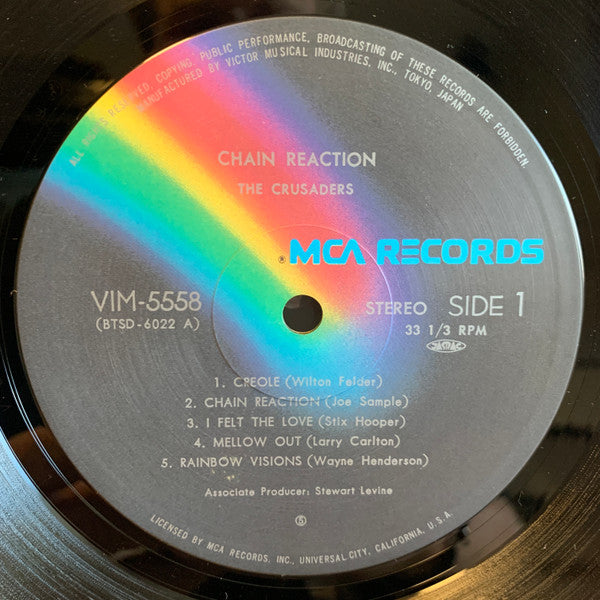 ALL RIGHTS RESERVED. COPYING, PUBLIC PERFORMANCE, BROADCASTING OF THESE RECORDS ARE FORBIDDEN.
MANUFACTURED BY VICTOR MUSICAL INDUSTRIES, INC., TOKYO, JAPAN
CHAIN REACTION
THE CRUSADERS
® MCA RECORDS
VIM-5558
(BTSD-6022 A)
STEREO SIDE 1
33 1/3 RPM
JASRAC
1. CREOLE (Wilton Felder)
2. CHAIN REACTION (Joe Sample)
3. I FELT THE LOVE (Stix Hooper)
4. MELLOW OUT (Larry Carlton)
5. RAINBOW VISIONS (Wayne Henderson)
Associate Producer: Stewart Levine
Ⓢ
LICENSED BY MCA RECORDS, INC., UNIVERSAL CITY, CALIFORNIA, U.S.A.